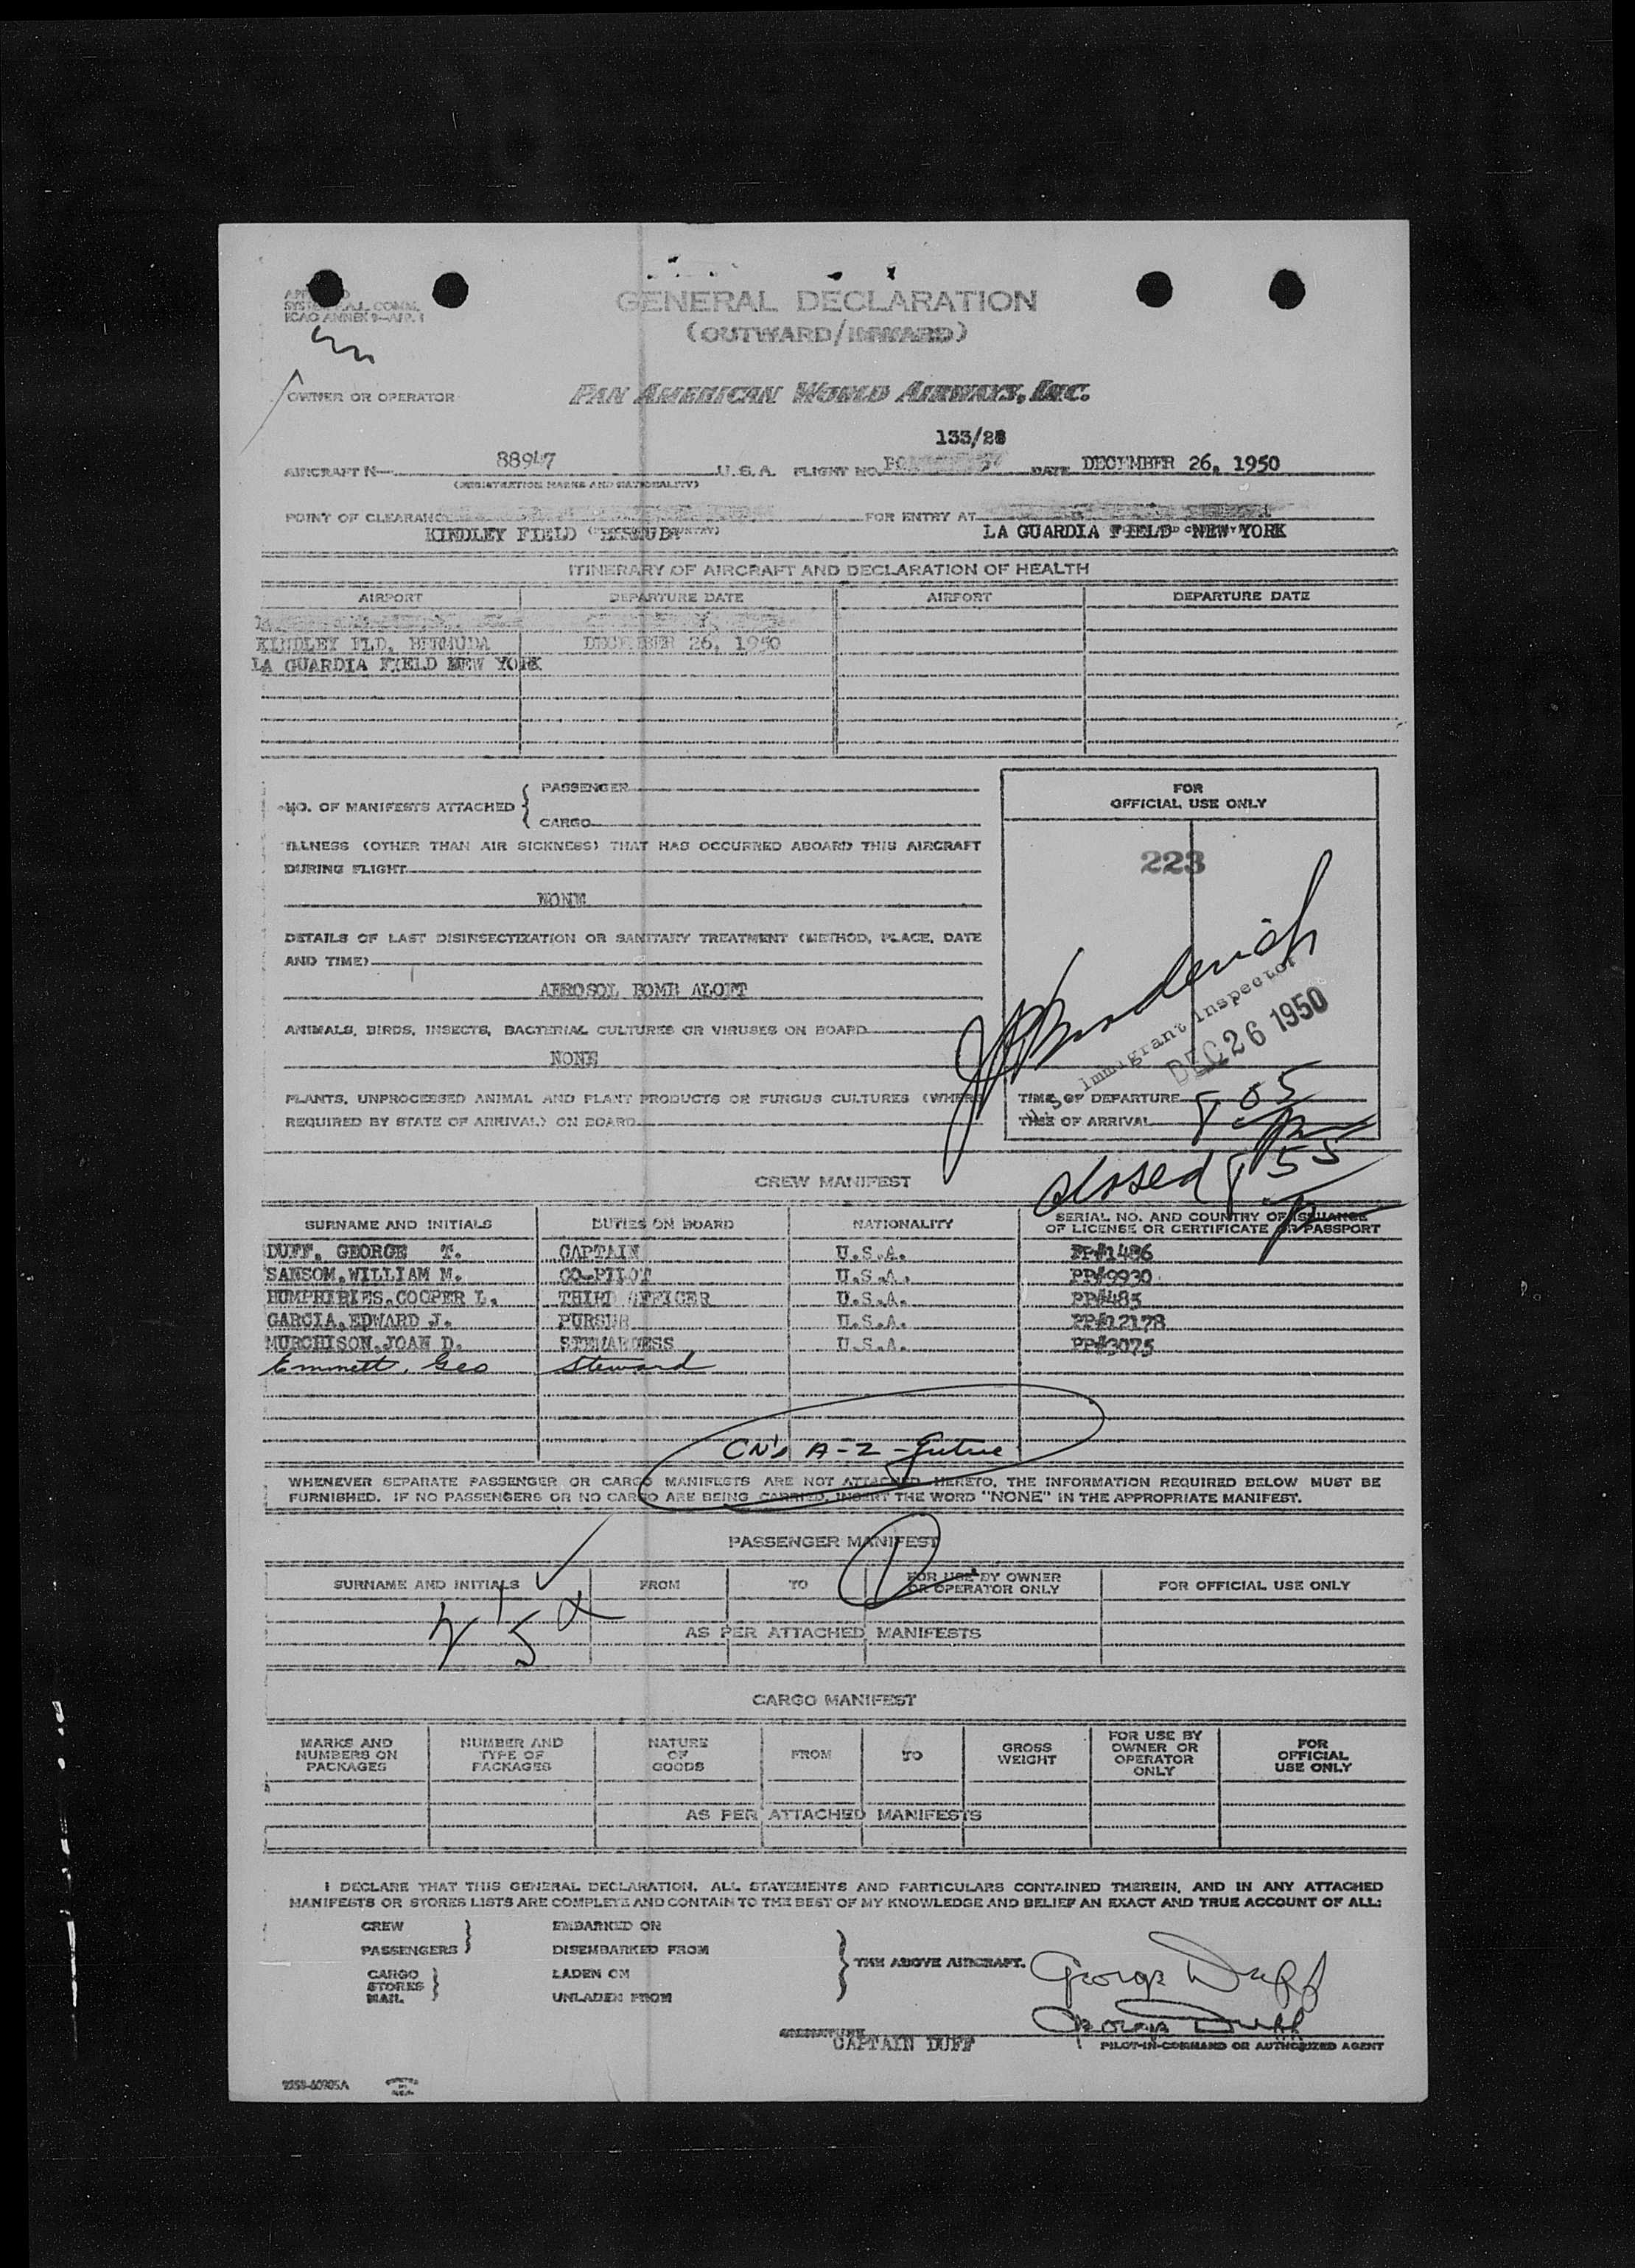 GENERAL DECLARATION
(OUTWARD/INWARD)
ICAO ANNEX 9—APP. 1
OWNER OR OPERATOR PAN AMERICAN WORLD AIRWAYS, INC.
133/28
AIRCRAFT N— 88947 U.S.A. FLIGHT NO. DATE DECEMBER 26, 1950
(REGISTRATION MARKS AND NATIONALITY)
POINT OF CLEARANCE FOR ENTRY AT
KINDLEY FIELD BERMUDA LA GUARDIA FIELD NEW YORK
ITINERARY OF AIRCRAFT AND DECLARATION OF HEALTH
AIRPORT DEPARTURE DATE AIRPORT DEPARTURE DATE
KINDLEY FLD, BERMUDA DECEMBER 26, 1950
LA GUARDIA FIELD NEW YORK
NO. OF MANIFESTS ATTACHED { PASSENGER
CARGO
ILLNESS (OTHER THAN AIR SICKNESS) THAT HAS OCCURRED ABOARD THIS AIRCRAFT
DURING FLIGHT
NONE
DETAILS OF LAST DISINSECTIZATION OR SANITARY TREATMENT (METHOD, PLACE, DATE
AND TIME)
AEROSOL BOMB ALOFT
ANIMALS, BIRDS, INSECTS, BACTERIAL CULTURES OR VIRUSES ON BOARD
NONE
PLANTS, UNPROCESSED ANIMAL AND PLANT PRODUCTS OR FUNGUS CULTURES (WHERE
REQUIRED BY STATE OF ARRIVAL) ON BOARD
FOR
OFFICIAL USE ONLY
223
J Broderick
U.S. Immigrant Inspector
DEC 26 1950
TIME OF DEPARTURE 8 05
TIME OF ARRIVAL p
closed 8 55
p
CREW MANIFEST
SURNAME AND INITIALS DUTIES ON BOARD NATIONALITY SERIAL NO. AND COUNTRY OF ISSUANCE
OF LICENSE OR CERTIFICATE OR PASSPORT
DUFF, GEORGE T. CAPTAIN U.S.A. PP#1486
SANSOM, WILLIAM M. CO-PILOT U.S.A. PP#9930
HUMPHRIES, COOPER L. THIRD OFFICER U.S.A. PP#485
GARCIA, EDWARD J. PURSER U.S.A. PP#12178
MURCHISON, JOAN D. STEWARDESS U.S.A. PP#3075
Emmett, Geo Steward
CN's A-Z
WHENEVER SEPARATE PASSENGER OR CARGO MANIFESTS ARE NOT ATTACHED HERETO, THE INFORMATION REQUIRED BELOW MUST BE
FURNISHED. IF NO PASSENGERS OR NO CARGO ARE BEING CARRIED, INSERT THE WORD "NONE" IN THE APPROPRIATE MANIFEST.
PASSENGER MANIFEST
SURNAME AND INITIALS FROM TO FOR USE BY OWNER
OR OPERATOR ONLY FOR OFFICIAL USE ONLY
AS PER ATTACHED MANIFESTS
CARGO MANIFEST
MARKS AND
NUMBERS ON
PACKAGES NUMBER AND
TYPE OF
PACKAGES NATURE
OF
GOODS FROM TO GROSS
WEIGHT FOR USE BY
OWNER OR
OPERATOR
ONLY FOR
OFFICIAL
USE ONLY
AS PER ATTACHED MANIFESTS
I DECLARE THAT THIS GENERAL DECLARATION, ALL STATEMENTS AND PARTICULARS CONTAINED THEREIN, AND IN ANY ATTACHED
MANIFESTS OR STORES LISTS ARE COMPLETE AND CONTAIN TO THE BEST OF MY KNOWLEDGE AND BELIEF AN EXACT AND TRUE ACCOUNT OF ALL:
CREW EMBARKED ON
PASSENGERS DISEMBARKED FROM
THE ABOVE AIRCRAFT.
CARGO LADEN ON
STORES
MAIL UNLADEN FROM
George Duff
George Duff
SIGNATURE
CAPTAIN DUFF PILOT-IN-COMMAND OR AUTHORIZED AGENT